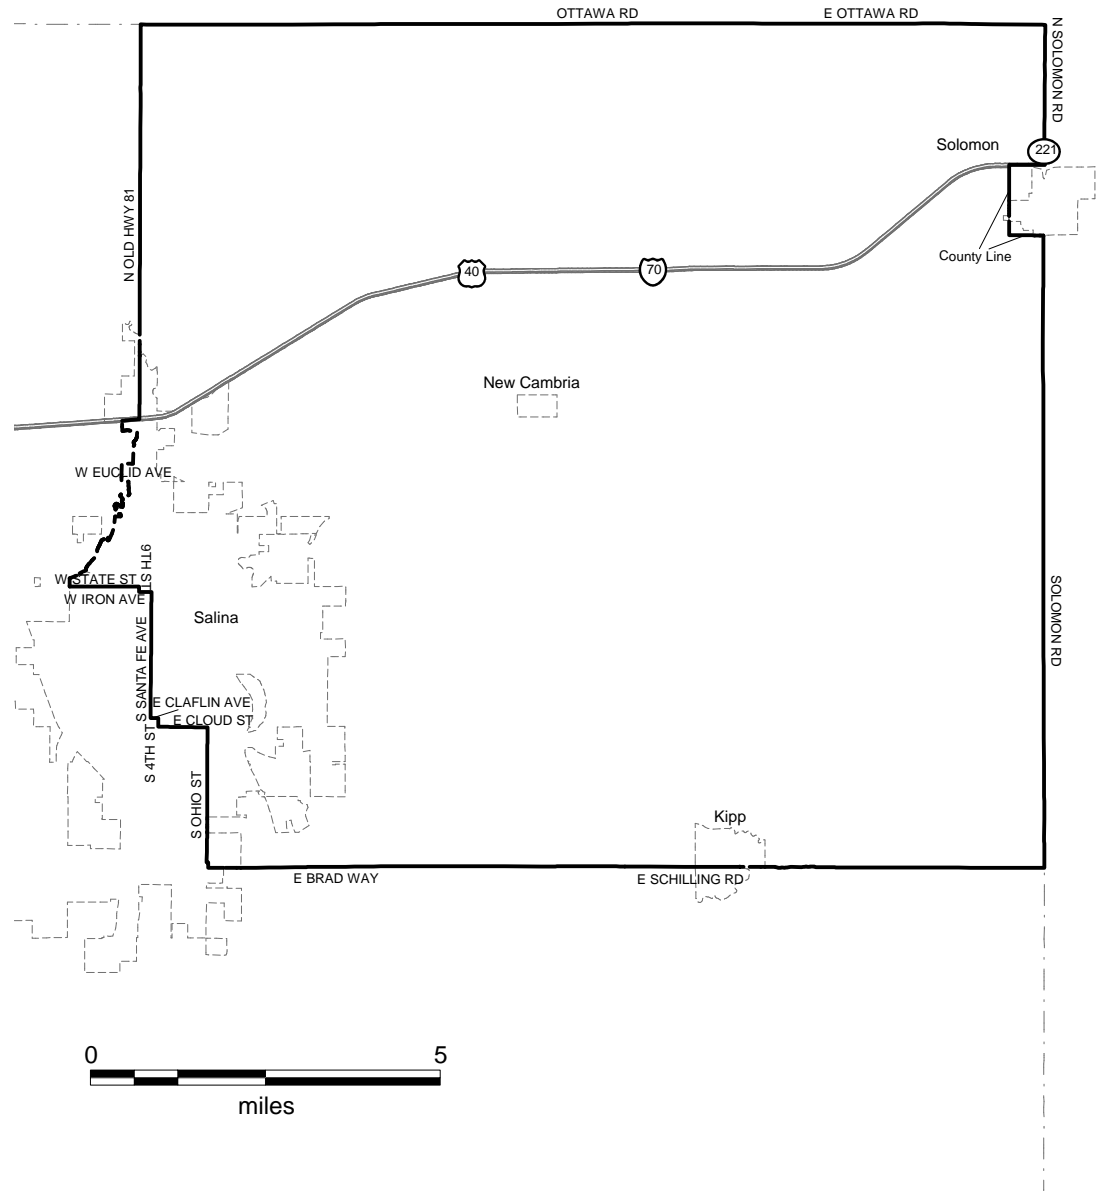 OTTAWA RD
E OTTAWA RD
N SOLOMON RD
Solomon
221
N OLD HWY 81
County Line
40
70
New Cambria
W EUCLID AVE
9TH ST
W STATE ST
W IRON AVE
SOLOMON RD
Salina
S SANTA FE AVE
E CLAFLIN AVE
E CLOUD ST
S 4TH ST
S OHIO ST
Kipp
E BRAD WAY
E SCHILLING RD
0
5
miles